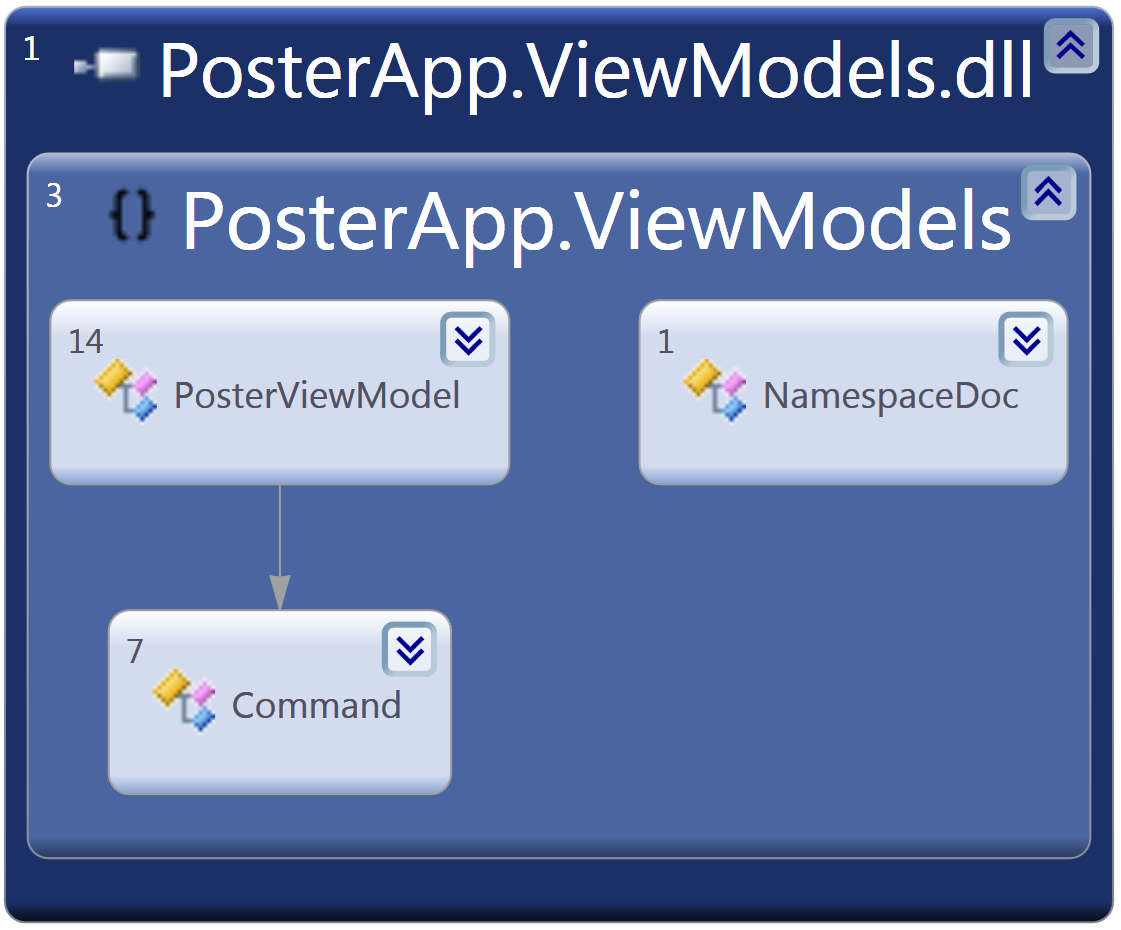 1
PosterApp.ViewModels.dll
3
{} PosterApp.ViewModels
14
PosterViewModel
1
NamespaceDoc
7
Command